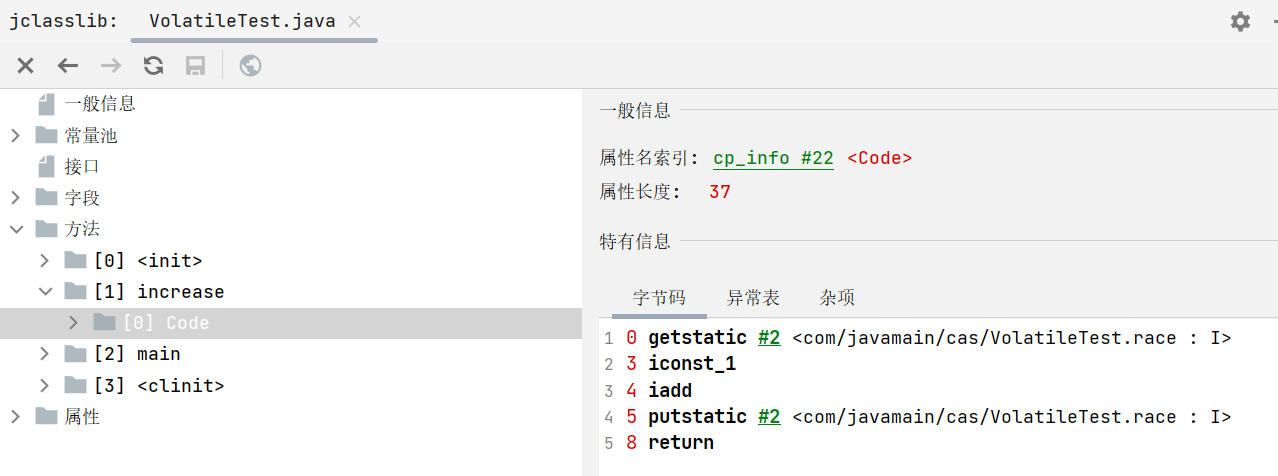 jclasslib: VolatileTest.java
一般信息
常量池
接口
字段
方法
[0] <init>
[1] increase
[0] Code
[2] main
[3] <clinit>
属性
一般信息
属性名索引: cp_info #22 <Code>
属性长度: 37
特有信息
字节码 异常表 杂项
1 0 getstatic #2 <com/javamain/cas/VolatileTest.race : I>
2 3 iconst_1
3 4 iadd
4 5 putstatic #2 <com/javamain/cas/VolatileTest.race : I>
5 8 return